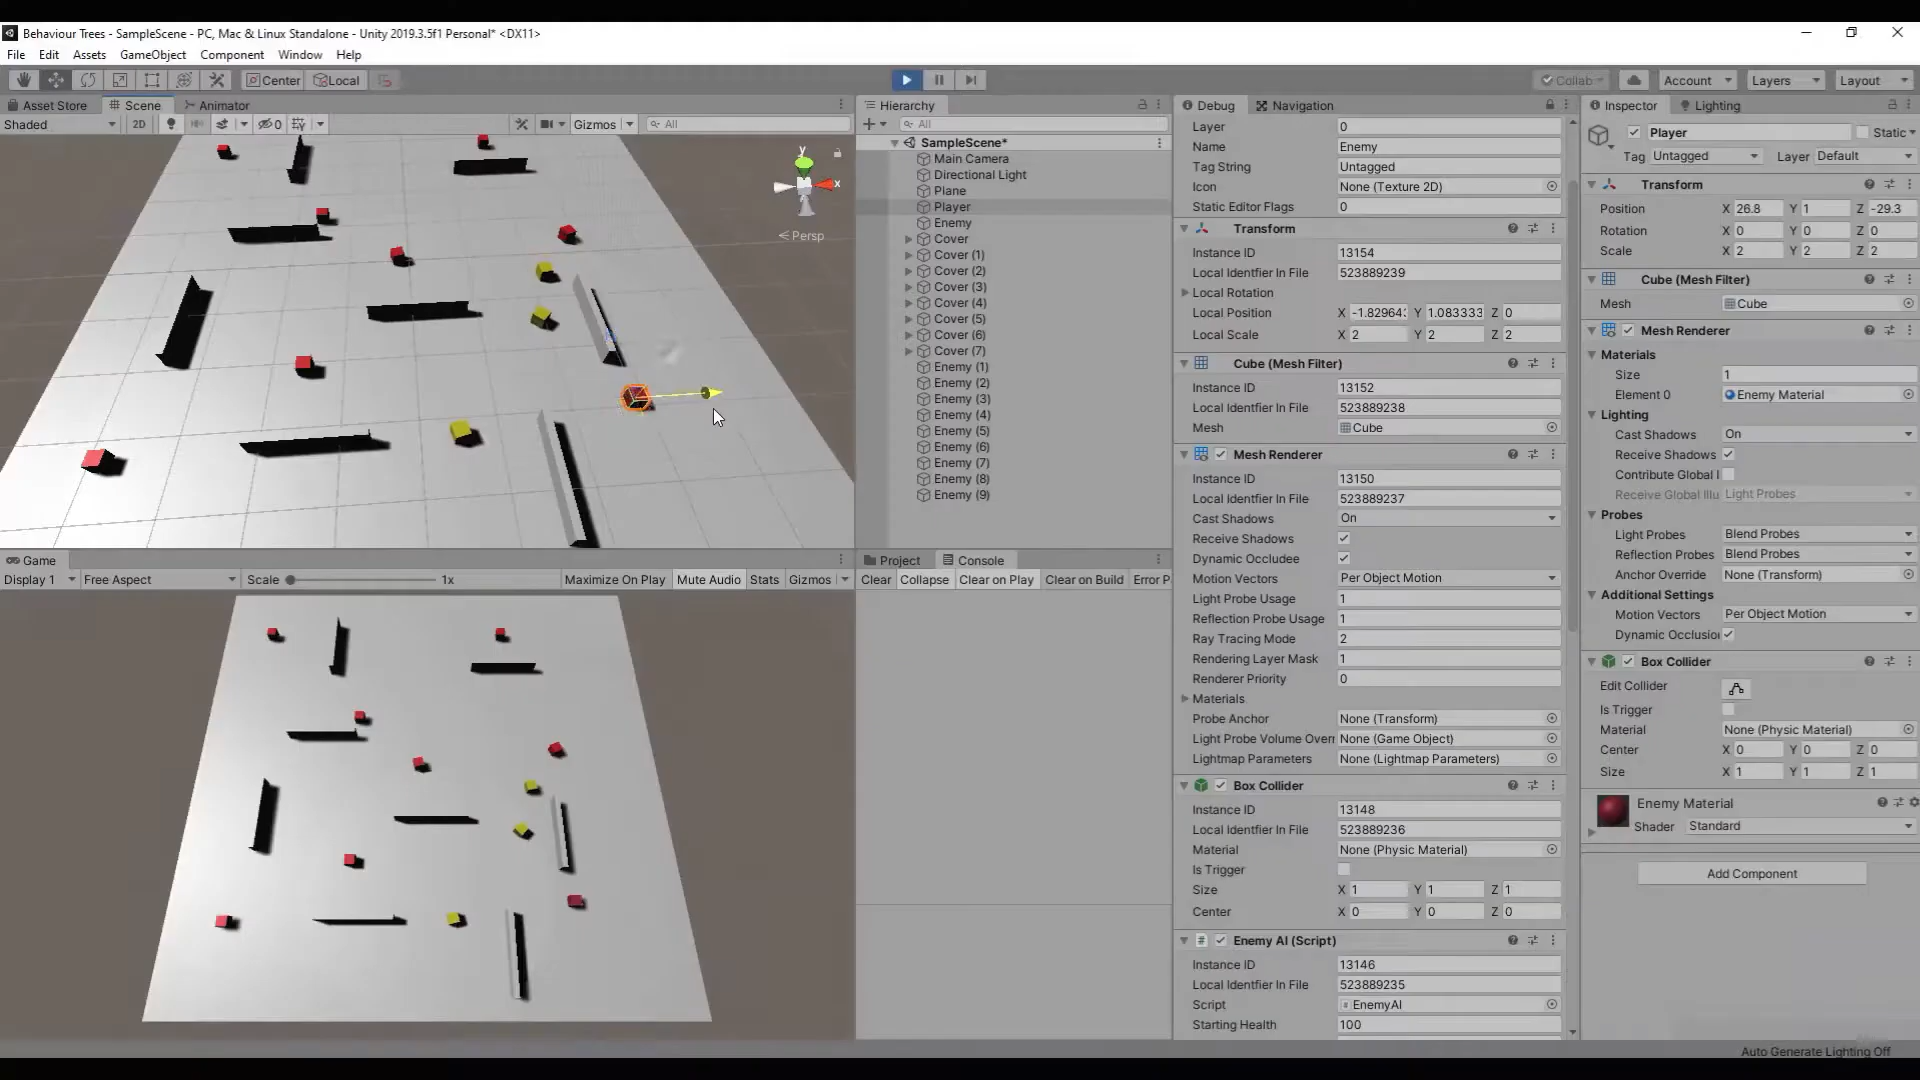 Behaviour Trees - SampleScene - PC, Mac & Linux Standalone - Unity 2019.3.5f1 Personal* <DX11>
File Edit Assets GameObject Component Window Help
Center Local Collab Account Layers Layout
Asset Store Scene Animator
Shaded 2D 0 Gizmos All
y
x
Persp
Hierarchy
All
SampleScene*
Main Camera
Directional Light
Plane
Player
Enemy
Cover
Cover (1)
Cover (2)
Cover (3)
Cover (4)
Cover (5)
Cover (6)
Cover (7)
Enemy (1)
Enemy (2)
Enemy (3)
Enemy (4)
Enemy (5)
Enemy (6)
Enemy (7)
Enemy (8)
Enemy (9)
Game
Display 1 Free Aspect Scale 1x Maximize On Play Mute Audio Stats Gizmos
Project Console
Clear Collapse Clear on Play Clear on Build Error P
Debug Navigation
Layer 0
Name Enemy
Tag String Untagged
Icon None (Texture 2D)
Static Editor Flags 0
Transform
Instance ID 13154
Local Identfier In File 523889239
Local Rotation
Local Position X -1.82964 Y 1.083333 Z 0
Local Scale X 2 Y 2 Z 2
Cube (Mesh Filter)
Instance ID 13152
Local Identfier In File 523889238
Mesh Cube
Mesh Renderer
Instance ID 13150
Local Identfier In File 523889237
Cast Shadows On
Receive Shadows
Dynamic Occludee
Motion Vectors Per Object Motion
Light Probe Usage 1
Reflection Probe Usage 1
Ray Tracing Mode 2
Rendering Layer Mask 1
Renderer Priority 0
Materials
Probe Anchor None (Transform)
Light Probe Volume Over None (Game Object)
Lightmap Parameters None (Lightmap Parameters)
Box Collider
Instance ID 13148
Local Identfier In File 523889236
Material None (Physic Material)
Is Trigger
Size X 1 Y 1 Z 1
Center X 0 Y 0 Z 0
Enemy AI (Script)
Instance ID 13146
Local Identfier In File 523889235
Script EnemyAI
Starting Health 100
Inspector Lighting
Player Static
Tag Untagged Layer Default
Transform
Position X 26.8 Y 1 Z -29.3
Rotation X 0 Y 0 Z 0
Scale X 2 Y 2 Z 2
Cube (Mesh Filter)
Mesh Cube
Mesh Renderer
Materials
Size 1
Element 0 Enemy Material
Lighting
Cast Shadows On
Receive Shadows
Contribute Global I
Receive Global Illu Light Probes
Probes
Light Probes Blend Probes
Reflection Probes Blend Probes
Anchor Override None (Transform)
Additional Settings
Motion Vectors Per Object Motion
Dynamic Occlusio
Box Collider
Edit Collider
Is Trigger
Material None (Physic Material)
Center X 0 Y 0 Z 0
Size X 1 Y 1 Z 1
Enemy Material
Shader Standard
Add Component
Auto Generate Lighting Off